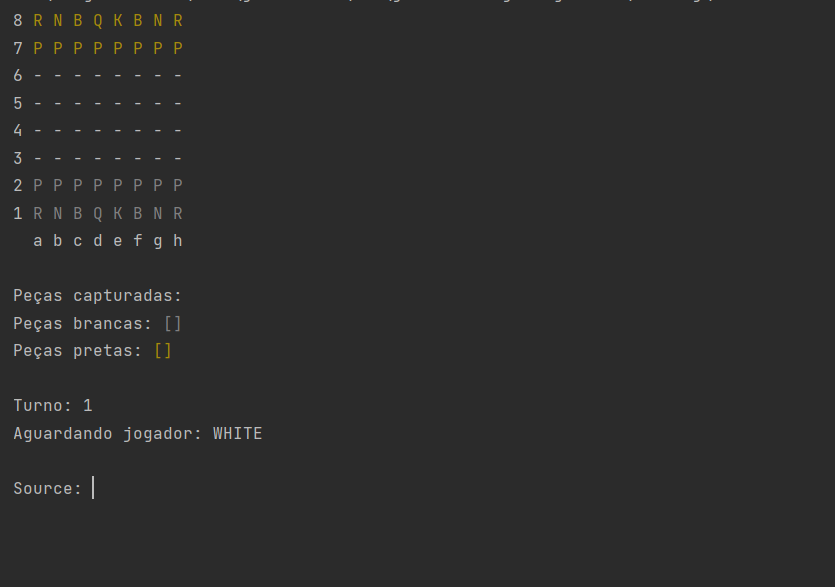 8 R N B Q K B N R
7 P P P P P P P P
6 - - - - - - - -
5 - - - - - - - -
4 - - - - - - - -
3 - - - - - - - -
2 P P P P P P P P
1 R N B Q K B N R
a b c d e f g h
Peças capturadas:
Peças brancas: []
Peças pretas: []
Turno: 1
Aguardando jogador: WHITE
Source: